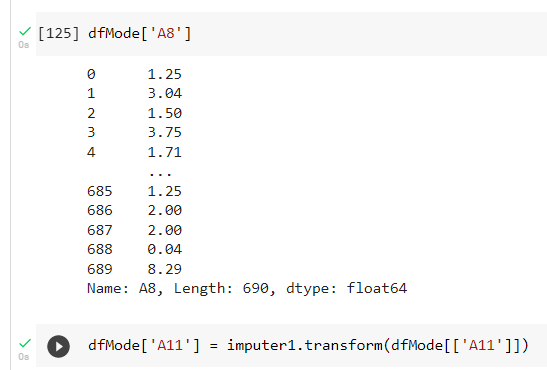 [125] dfMode['A8']
0s
0 1.25
1 3.04
2 1.50
3 3.75
4 1.71
...
685 1.25
686 2.00
687 2.00
688 0.04
689 8.29
Name: A8, Length: 690, dtype: float64
dfMode['A11'] = imputer1.transform(dfMode[['A11']])
0s